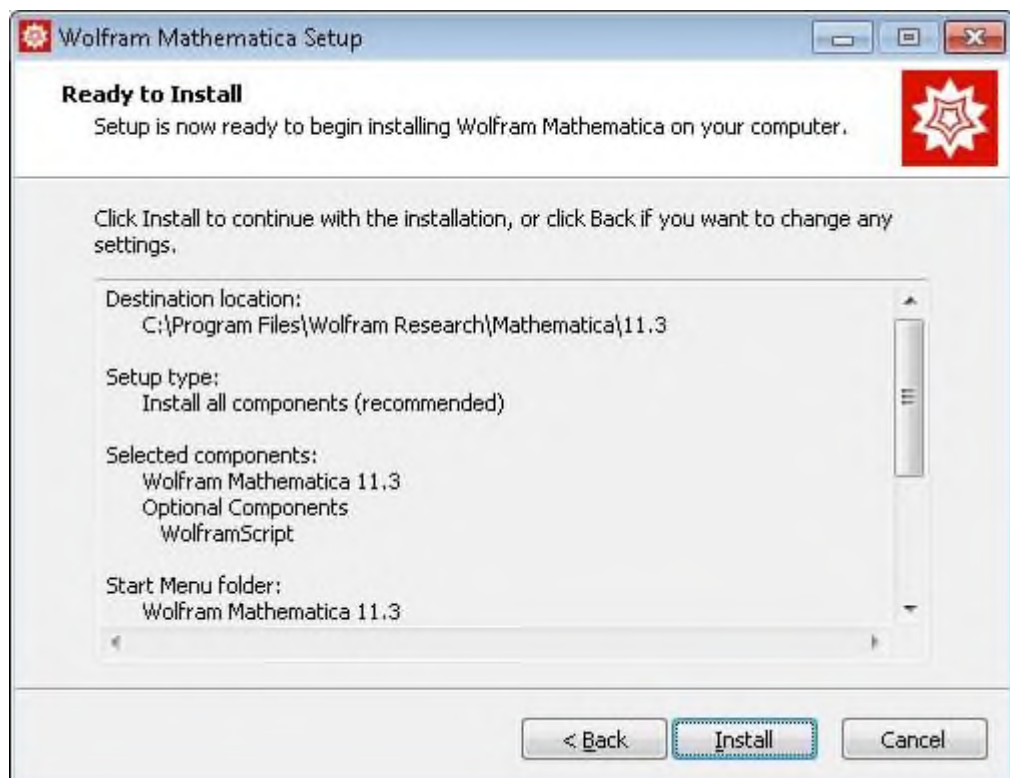 Wolfram Mathematica Setup
Ready to Install
Setup is now ready to begin installing Wolfram Mathematica on your computer.
Click Install to continue with the installation, or click Back if you want to change any
settings.
Destination location:
C:\Program Files\Wolfram Research\Mathematica\11.3
Setup type:
Install all components (recommended)
Selected components:
Wolfram Mathematica 11.3
Optional Components
WolframScript
Start Menu folder:
Wolfram Mathematica 11.3
< Back Install Cancel